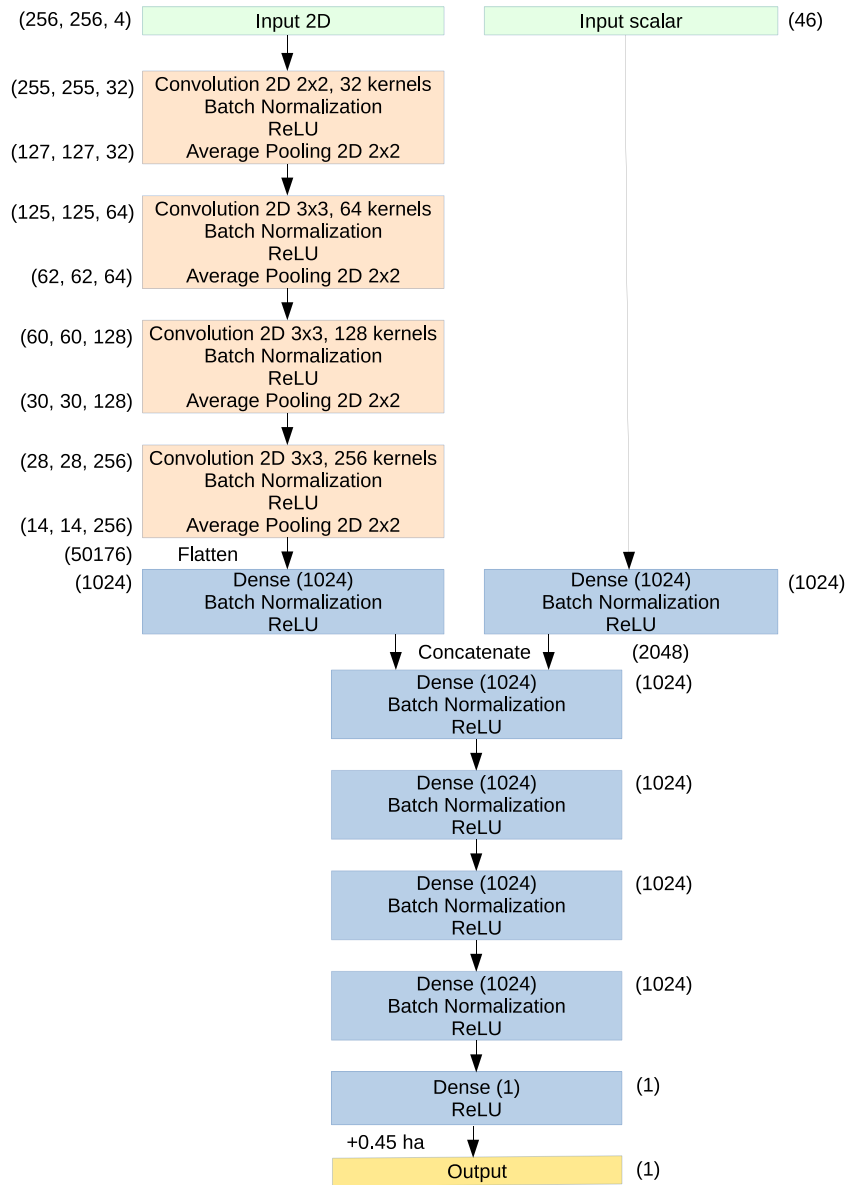 (256, 256, 4) Input 2D Input scalar (46)
(255, 255, 32) Convolution 2D 2x2, 32 kernels
Batch Normalization
ReLU
(127, 127, 32) Average Pooling 2D 2x2
(125, 125, 64) Convolution 2D 3x3, 64 kernels
Batch Normalization
ReLU
(62, 62, 64) Average Pooling 2D 2x2
(60, 60, 128) Convolution 2D 3x3, 128 kernels
Batch Normalization
ReLU
(30, 30, 128) Average Pooling 2D 2x2
(28, 28, 256) Convolution 2D 3x3, 256 kernels
Batch Normalization
ReLU
(14, 14, 256) Average Pooling 2D 2x2
(50176) Flatten
(1024) Dense (1024) Dense (1024) (1024)
Batch Normalization Batch Normalization
ReLU ReLU
Concatenate (2048)
Dense (1024) (1024)
Batch Normalization
ReLU
Dense (1024) (1024)
Batch Normalization
ReLU
Dense (1024) (1024)
Batch Normalization
ReLU
Dense (1024) (1024)
Batch Normalization
ReLU
Dense (1) (1)
ReLU
+0.45 ha
Output (1)